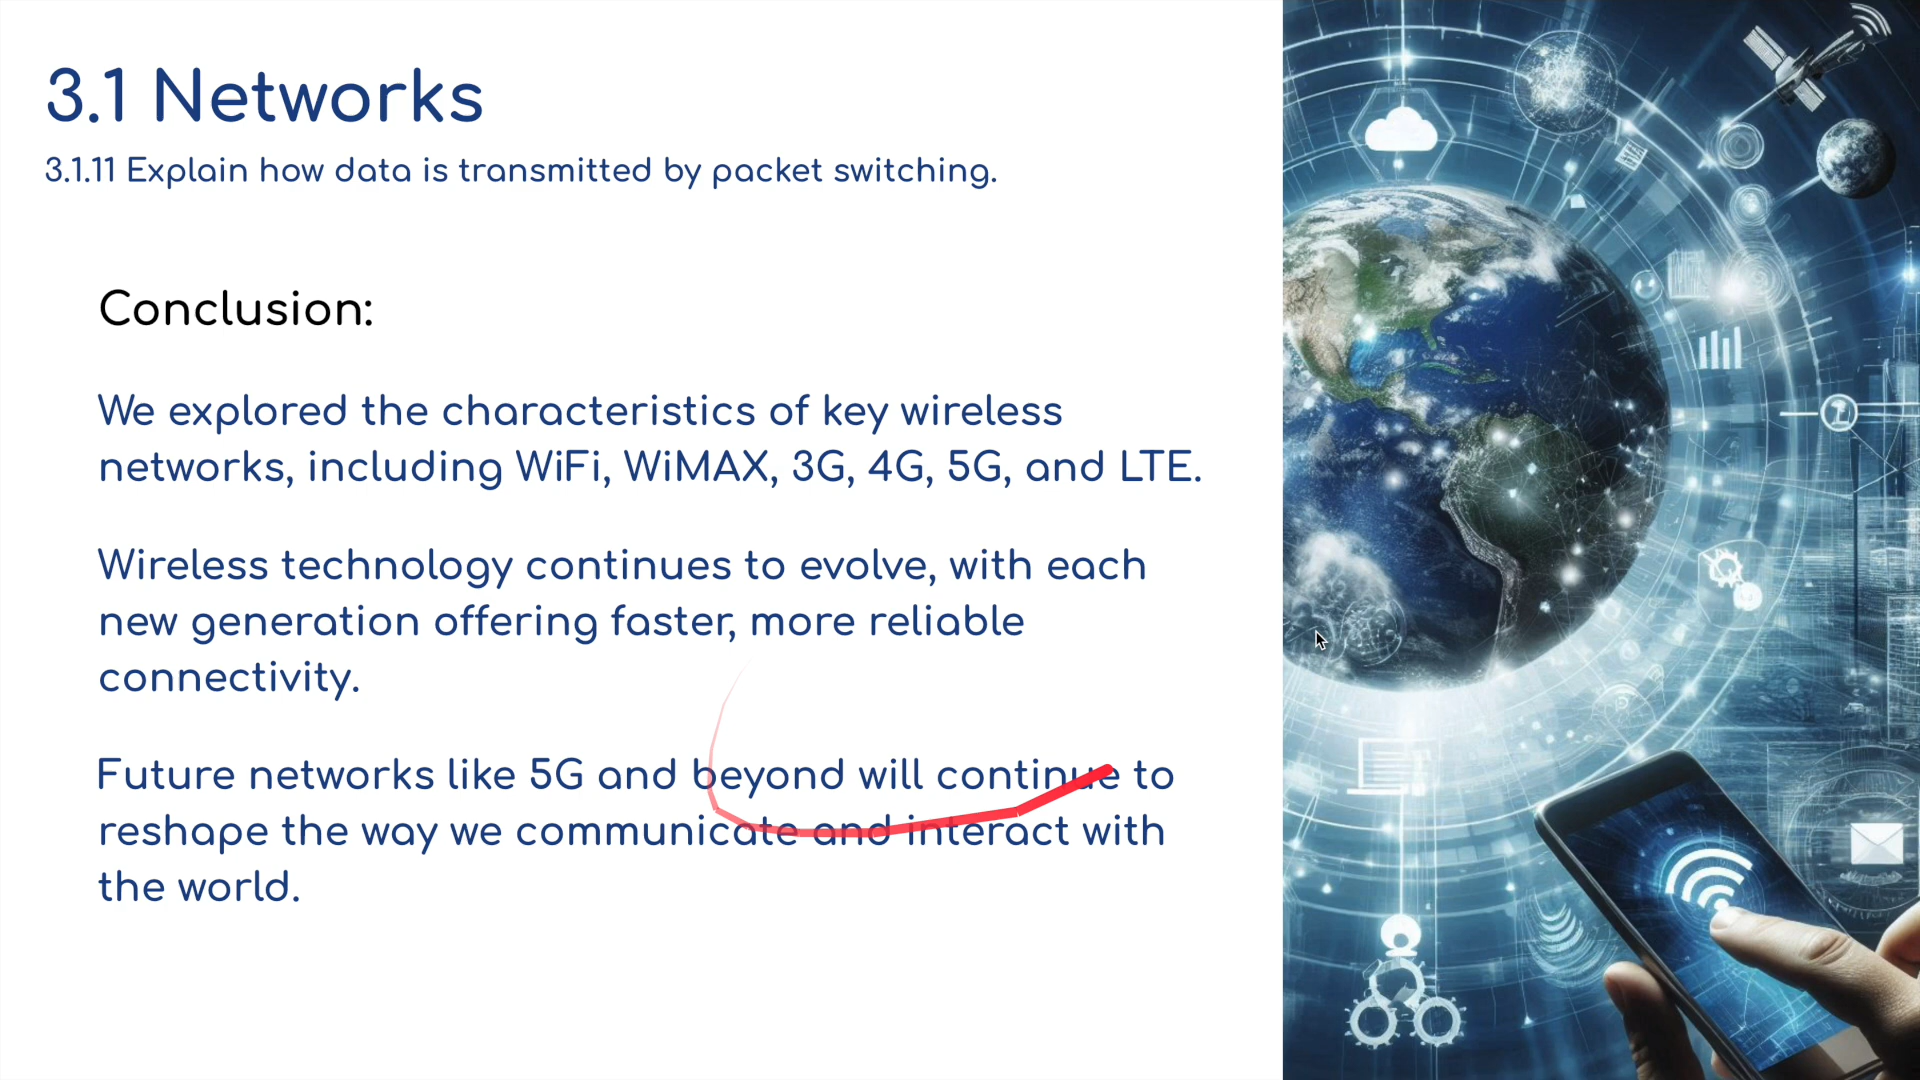 3.1 Networks
3.1.11 Explain how data is transmitted by packet switching.
Conclusion:
We explored the characteristics of key wireless
networks, including WiFi, WiMAX, 3G, 4G, 5G, and LTE.
Wireless technology continues to evolve, with each
new generation offering faster, more reliable
connectivity.
Future networks like 5G and beyond will continue to
reshape the way we communicate and interact with
the world.